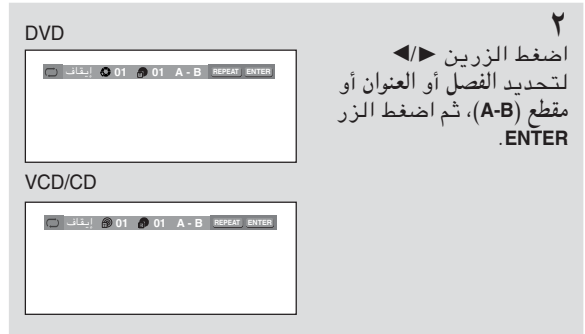 ٢
اضغط الزرين ◄/►
لتحديد الفصل أو العنوان أو
مقطع (A-B)، ثم اضغط الزر
ENTER.
DVD
إيقاف 01 01 A - B REPEAT ENTER
VCD/CD
إيقاف 01 01 A - B REPEAT ENTER